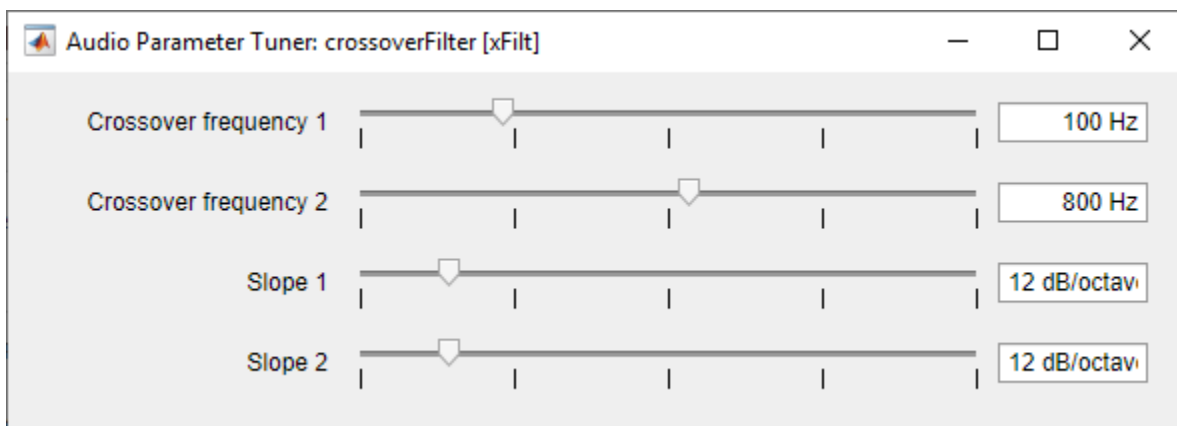 Audio Parameter Tuner: crossoverFilter [xFilt]
Crossover frequency 1 100 Hz
Crossover frequency 2 800 Hz
Slope 1 12 dB/octav
Slope 2 12 dB/octav